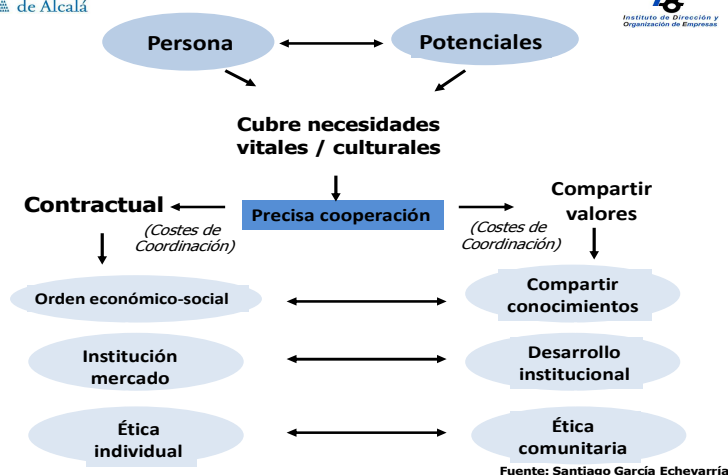 de Alcalá
Instituto de Dirección y
Organización de Empresas
Persona
Potenciales
Cubre necesidades
vitales / culturales
Contractual
Precisa cooperación
Compartir
valores
(Costes de
Coordinación)
(Costes de
Coordinación)
Orden económico-social
Compartir
conocimientos
Institución
mercado
Desarrollo
institucional
Ética
individual
Ética
comunitaria
Fuente: Santiago García Echevarría